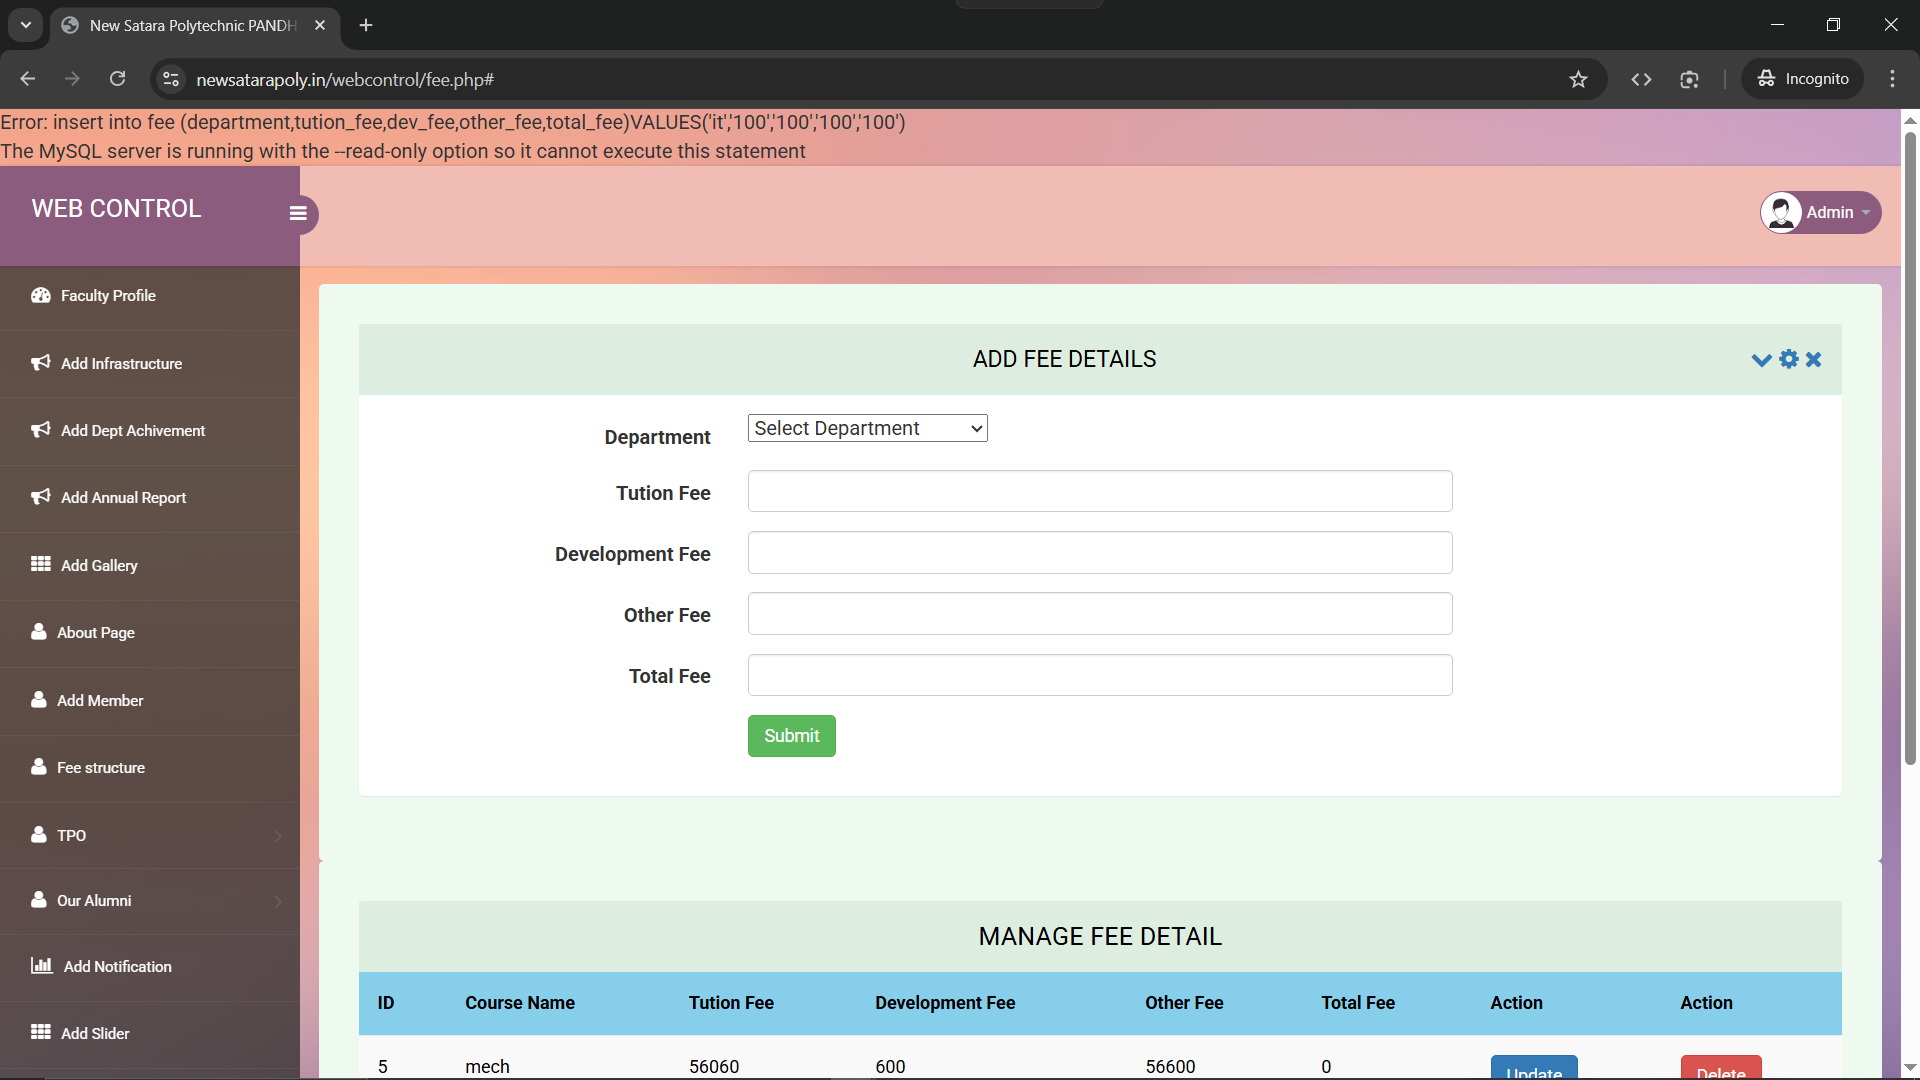 New Satara Polytechnic PANDH
newsatarapoly.in/webcontrol/fee.php#
Incognito
Error: insert into fee (department,tution_fee,dev_fee,other_fee,total_fee)VALUES('it','100','100','100','100')
The MySQL server is running with the --read-only option so it cannot execute this statement
WEB CONTROL
Admin
Faculty Profile
Add Infrastructure
Add Dept Achivement
Add Annual Report
Add Gallery
About Page
Add Member
Fee structure
TPO
Our Alumni
Add Notification
Add Slider
ADD FEE DETAILS
Department Select Department
Tution Fee
Development Fee
Other Fee
Total Fee
Submit
MANAGE FEE DETAIL
ID Course Name Tution Fee Development Fee Other Fee Total Fee Action Action
5 mech 56060 600 56600 0 Update Delete